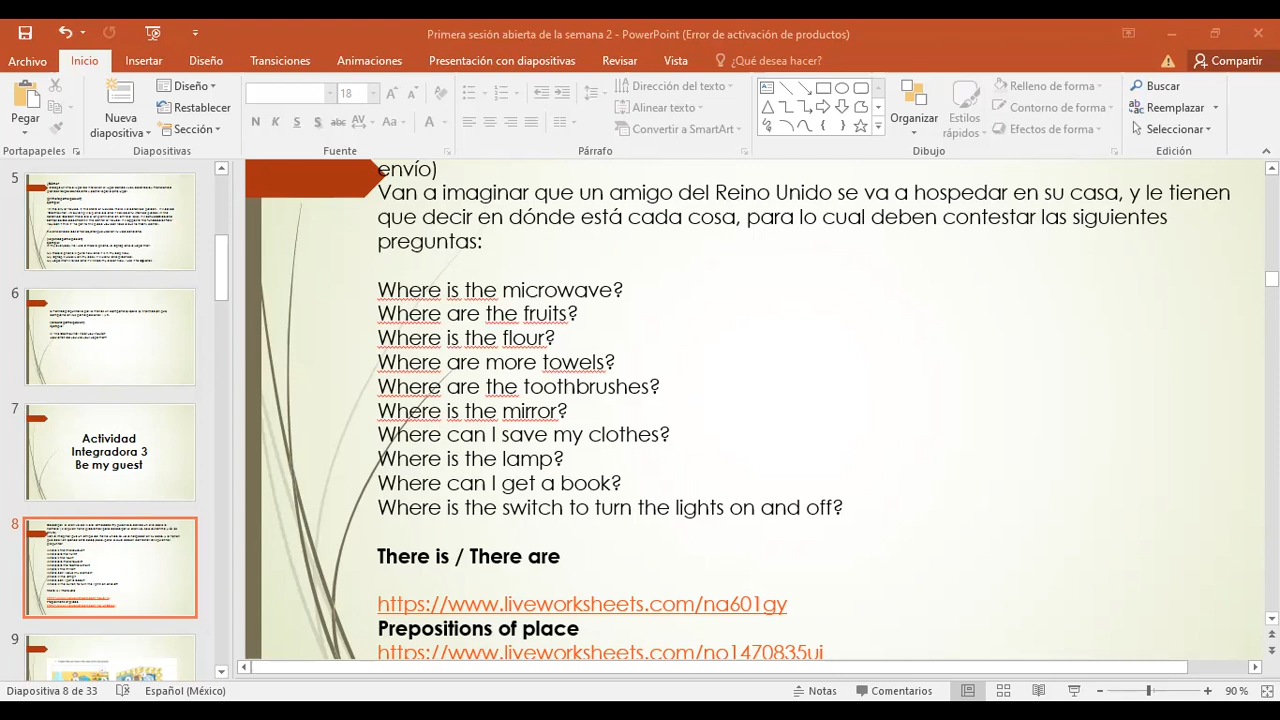 Primera sesión abierta de la semana 2 - PowerPoint (Error de activación de productos)
Archivo Inicio Insertar Diseño Transiciones Animaciones Presentación con diapositivas Revisar Vista ¿Qué desea hacer? Compartir
Pegar
Nueva diapositiva
Diseño
Restablecer
Sección
18
N K S S abc AV Aa A
Dirección del texto
Alinear texto
Convertir a SmartArt
Organizar
Estilos rápidos
Relleno de forma
Contorno de forma
Efectos de forma
Buscar
Reemplazar
Seleccionar
Portapapeles Diapositivas Fuente Párrafo Dibujo Edición
5
6
7
Actividad
Integradora 3
Be my guest
8
9
envío)
Van a imaginar que un amigo del Reino Unido se va a hospedar en su casa, y le tienen
que decir en dónde está cada cosa, para lo cual deben contestar las siguientes
preguntas:
Where is the microwave?
Where are the fruits?
Where is the flour?
Where are more towels?
Where are the toothbrushes?
Where is the mirror?
Where can I save my clothes?
Where is the lamp?
Where can I get a book?
Where is the switch to turn the lights on and off?
There is / There are
https://www.liveworksheets.com/na601gy
Prepositions of place
https://www.liveworksheets.com/no1470835ui
Diapositiva 8 de 33 Español (México) Notas Comentarios 90 %